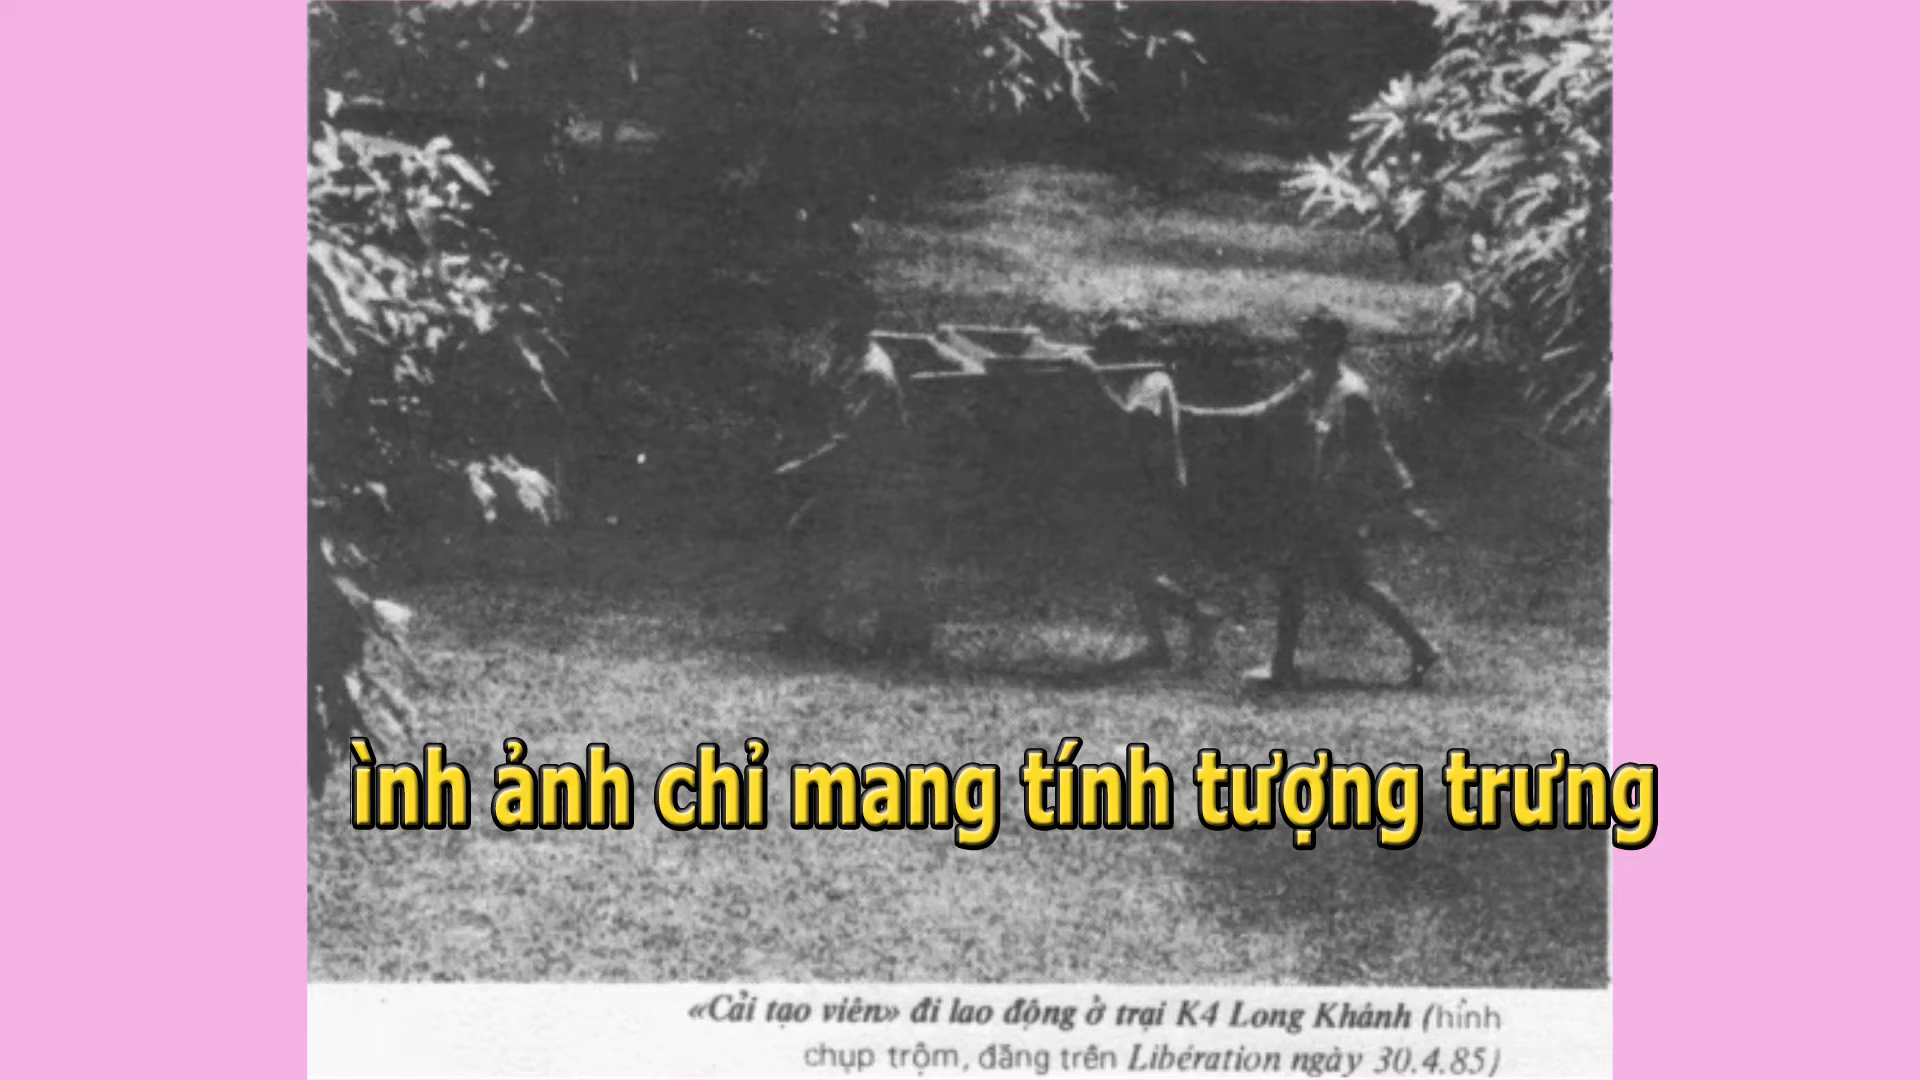 ình ảnh chỉ mang tính tượng trưng
«Cải tạo viên» đi lao động ở trại K4 Long Khánh (hình
chụp trộm, đăng trên Libération ngày 30.4.85)